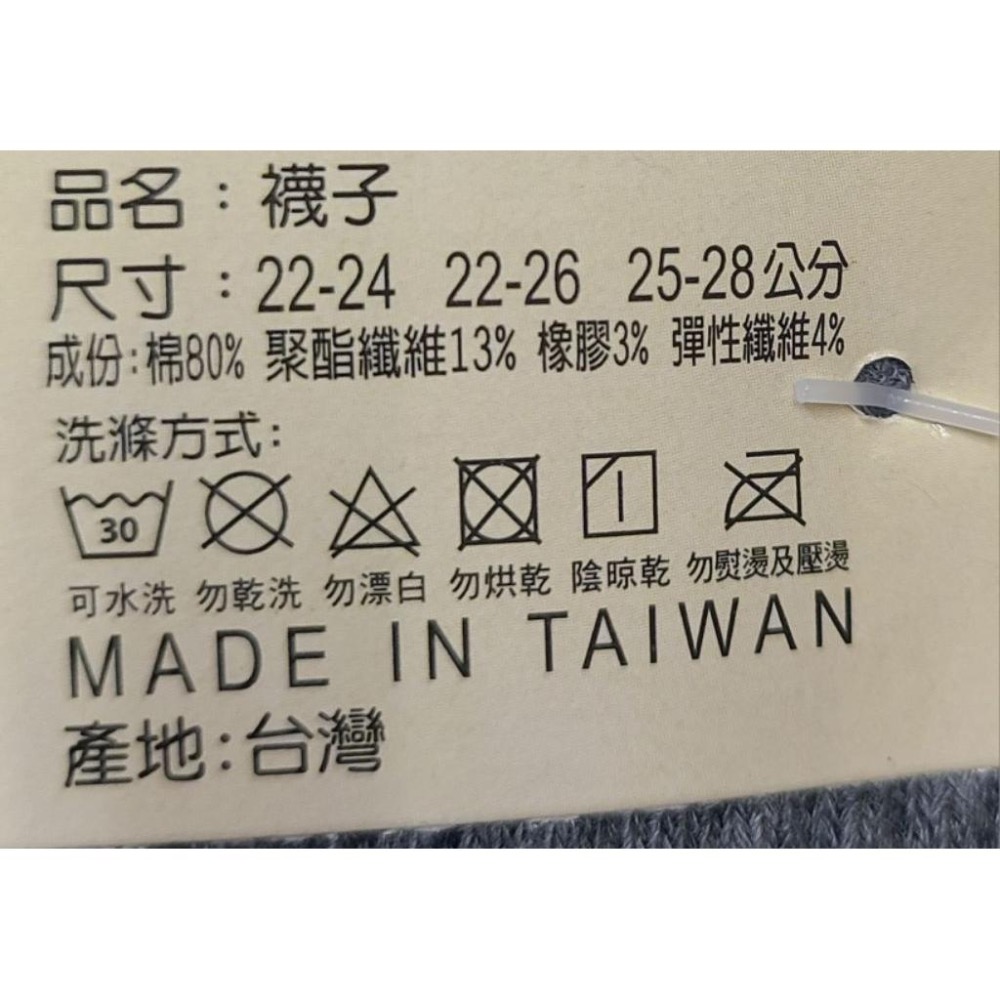 品名：襪子
尺寸：22-24 22-26 25-28公分
成份：棉80% 聚酯纖維13% 橡膠3% 彈性纖維4%
洗滌方式：
30
可水洗 勿乾洗 勿漂白 勿烘乾 陰晾乾 勿熨燙及壓燙
MADE IN TAIWAN
產地：台灣